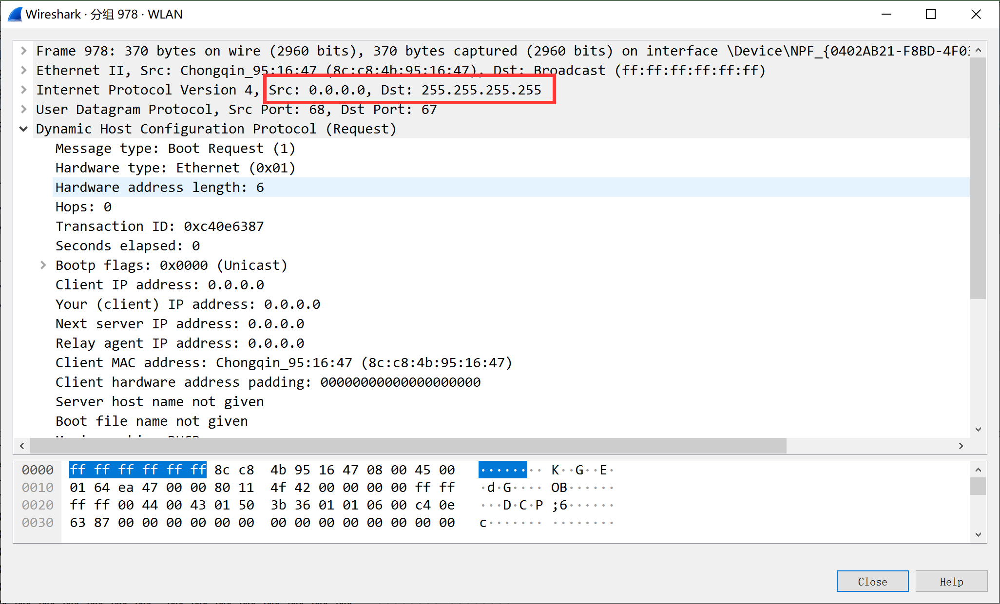 Wireshark · 分组 978 · WLAN
Frame 978: 370 bytes on wire (2960 bits), 370 bytes captured (2960 bits) on interface \Device\NPF_{0402AB21-F8BD-4F03
Ethernet II, Src: Chongqin_95:16:47 (8c:c8:4b:95:16:47), Dst: Broadcast (ff:ff:ff:ff:ff:ff)
Internet Protocol Version 4, Src: 0.0.0.0, Dst: 255.255.255.255
User Datagram Protocol, Src Port: 68, Dst Port: 67
Dynamic Host Configuration Protocol (Request)
Message type: Boot Request (1)
Hardware type: Ethernet (0x01)
Hardware address length: 6
Hops: 0
Transaction ID: 0xc40e6387
Seconds elapsed: 0
Bootp flags: 0x0000 (Unicast)
Client IP address: 0.0.0.0
Your (client) IP address: 0.0.0.0
Next server IP address: 0.0.0.0
Relay agent IP address: 0.0.0.0
Client MAC address: Chongqin_95:16:47 (8c:c8:4b:95:16:47)
Client hardware address padding: 00000000000000000000
Server host name not given
Boot file name not given
0000 ff ff ff ff ff ff 8c c8 4b 95 16 47 08 00 45 00 ········ K··G··E·
0010 01 64 ea 47 00 00 80 11 4f 42 00 00 00 00 ff ff ·d·G···· OB······
0020 ff ff 00 44 00 43 01 50 3b 36 01 01 06 00 c4 0e ···D·C·P ;6······
0030 63 87 00 00 00 00 00 00 00 00 00 00 00 00 00 00 c······· ········
Close Help